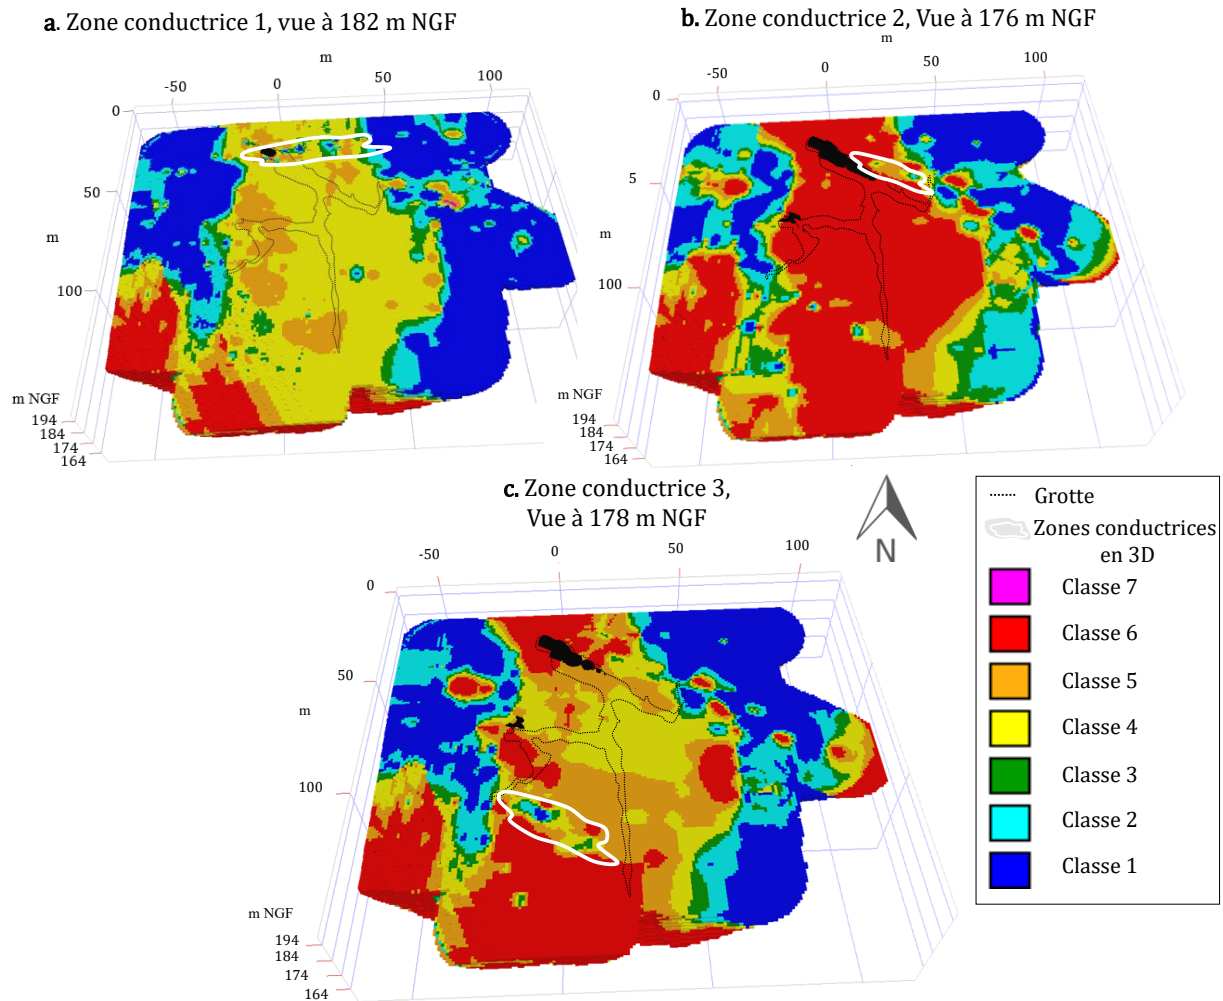 a. Zone conductrice 1, vue à 182 m NGF
m
-50 0 50 100
0
50
m
100
m NGF
194
184
174
164
b. Zone conductrice 2, Vue à 176 m NGF
m
-50 0 50 100
0
5
m
100
m NGF
194
184
174
164
c. Zone conductrice 3,
Vue à 178 m NGF
-50 0 50 100
0
50
m
100
m NGF
194
184
174
164
N
Grotte
Zones conductrices
en 3D
Classe 7
Classe 6
Classe 5
Classe 4
Classe 3
Classe 2
Classe 1